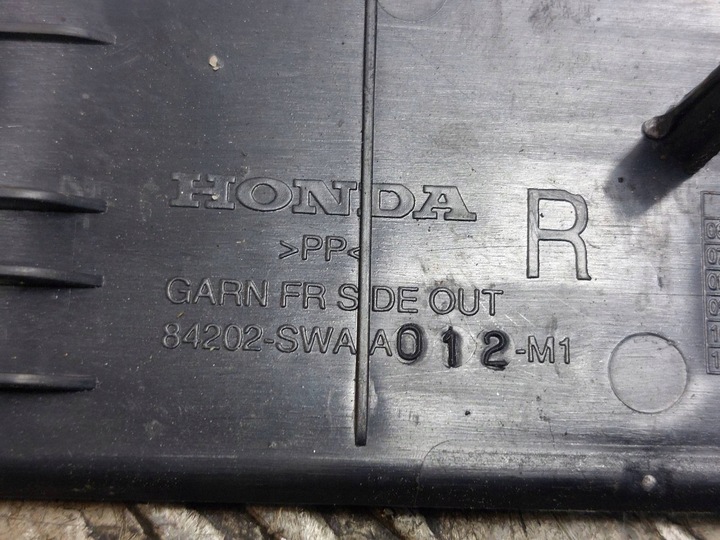 HONDA
>PP<
R
GARN FR SIDE OUT
84202-SWA A012-M1